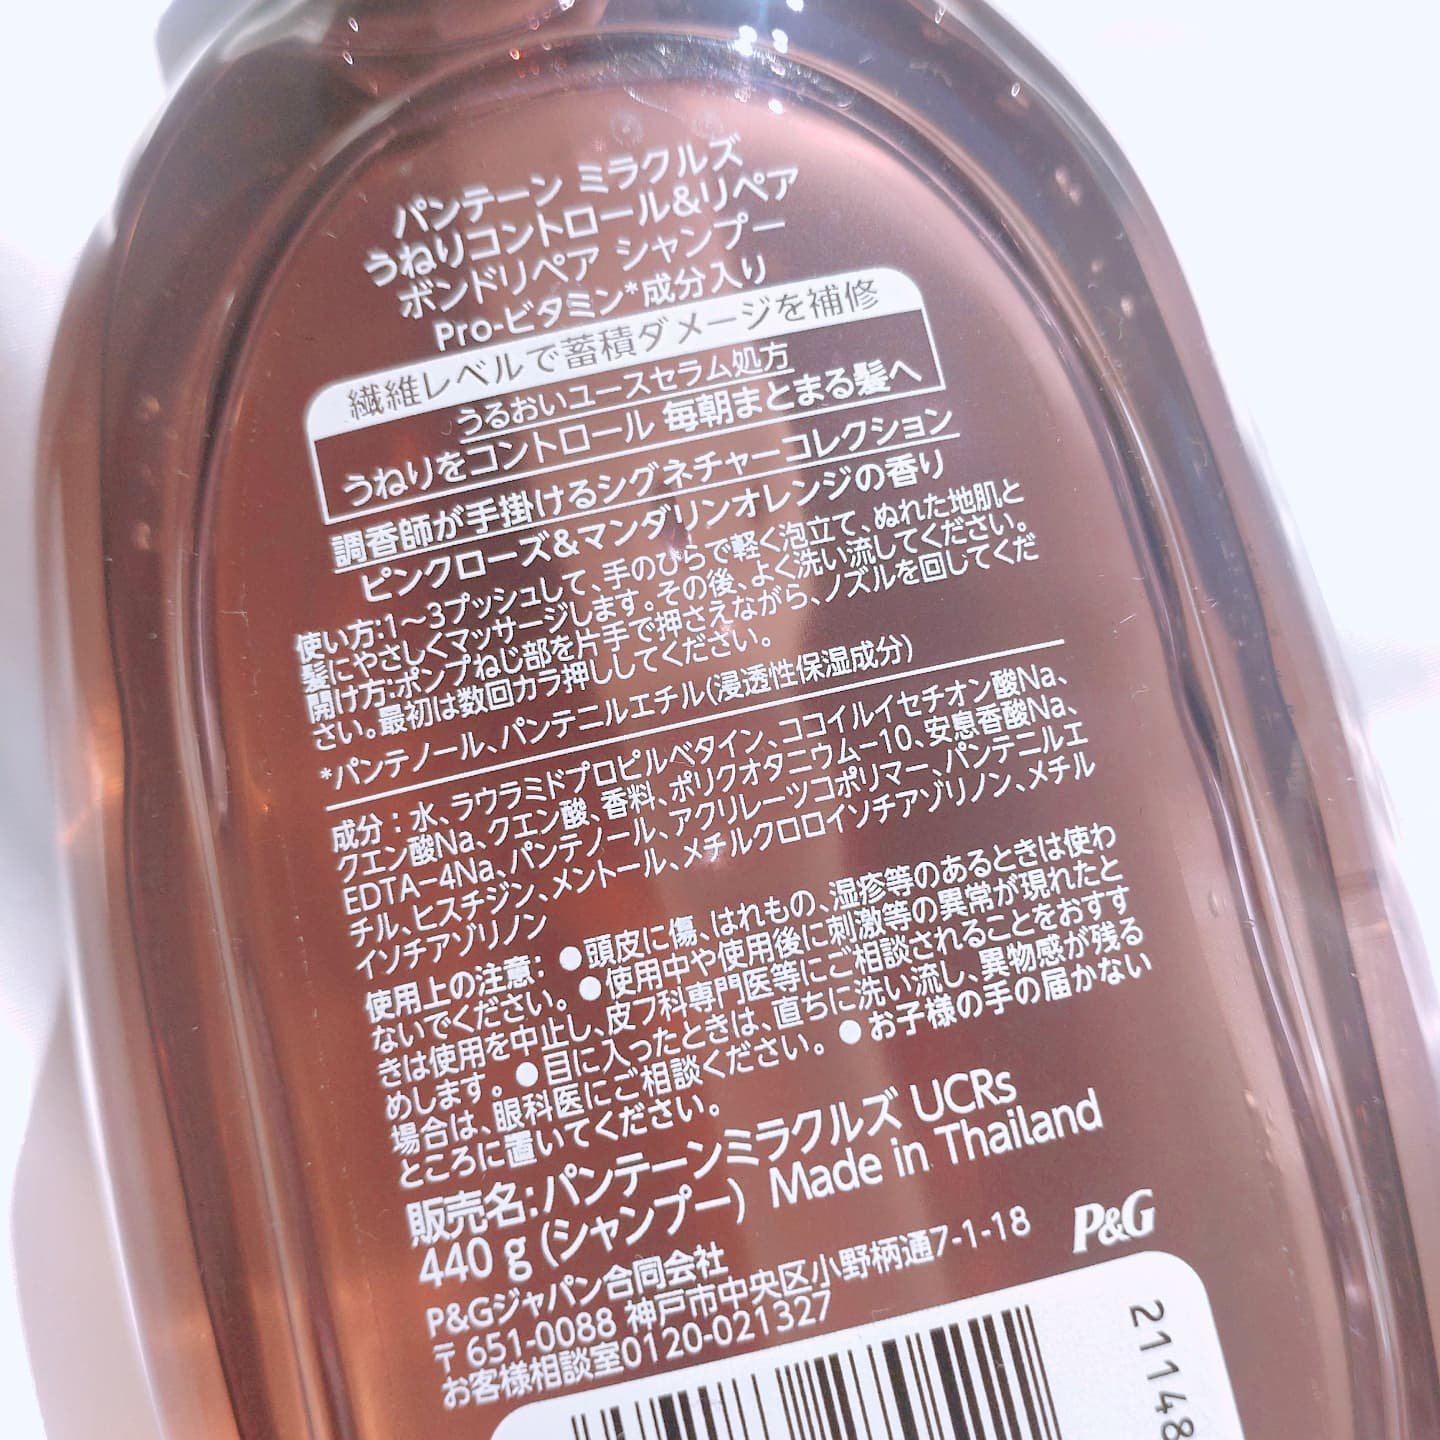 パンテーン ミラクルズ
うねりコントロール&リペア
ボンドリペア シャンプー
Pro-ビタミン*成分入り
繊維レベルで蓄積ダメージを補修
うるおいユースセラム処方
うねりをコントロール 毎朝まとまる髪へ
調香師が手掛けるシグネチャーコレクション
ピンクローズ&マンダリンオレンジの香り
使い方:1～3プッシュして、手のひらで軽く泡立て、ぬれた地肌と
髪にやさしくマッサージします。その後、よく洗い流してください。
開け方:ポンプねじ部を片手で押さえながら、ノズルを回してくだ
さい。最初は数回カラ押ししてください。
*パンテノール、パンテニルエチル(浸透性保湿成分)
成分：水、ラウラミドプロピルベタイン、ココイルイセチオン酸Na、
クエン酸Na、クエン酸、香料、ポリクオタニウム-10、安息香酸Na、
EDTA-4Na、パンテノール、アクリレーツコポリマー、パンテニルエ
チル、ヒスチジン、メントール、メチルクロロイソチアゾリノン、メチル
イソチアゾリノン
使用上の注意: ●頭皮に傷、はれもの、湿疹等のあるときは使わ
ないでください。 ●使用中や使用後に刺激等の異常が現れたと
きは使用を中止し、皮フ科専門医等にご相談されることをおすす
めします。 ●目に入ったときは、直ちに洗い流し、異物感が残る
場合は、眼科医にご相談ください。 ●お子様の手の届かない
ところに置いてください。
販売名:パンテーンミラクルズ UCRs
440 g (シャンプー) Made in Thailand
P&G
P&Gジャパン合同会社
〒651-0088 神戸市中央区小野柄通7-1-18
お客様相談室0120-021327
21148